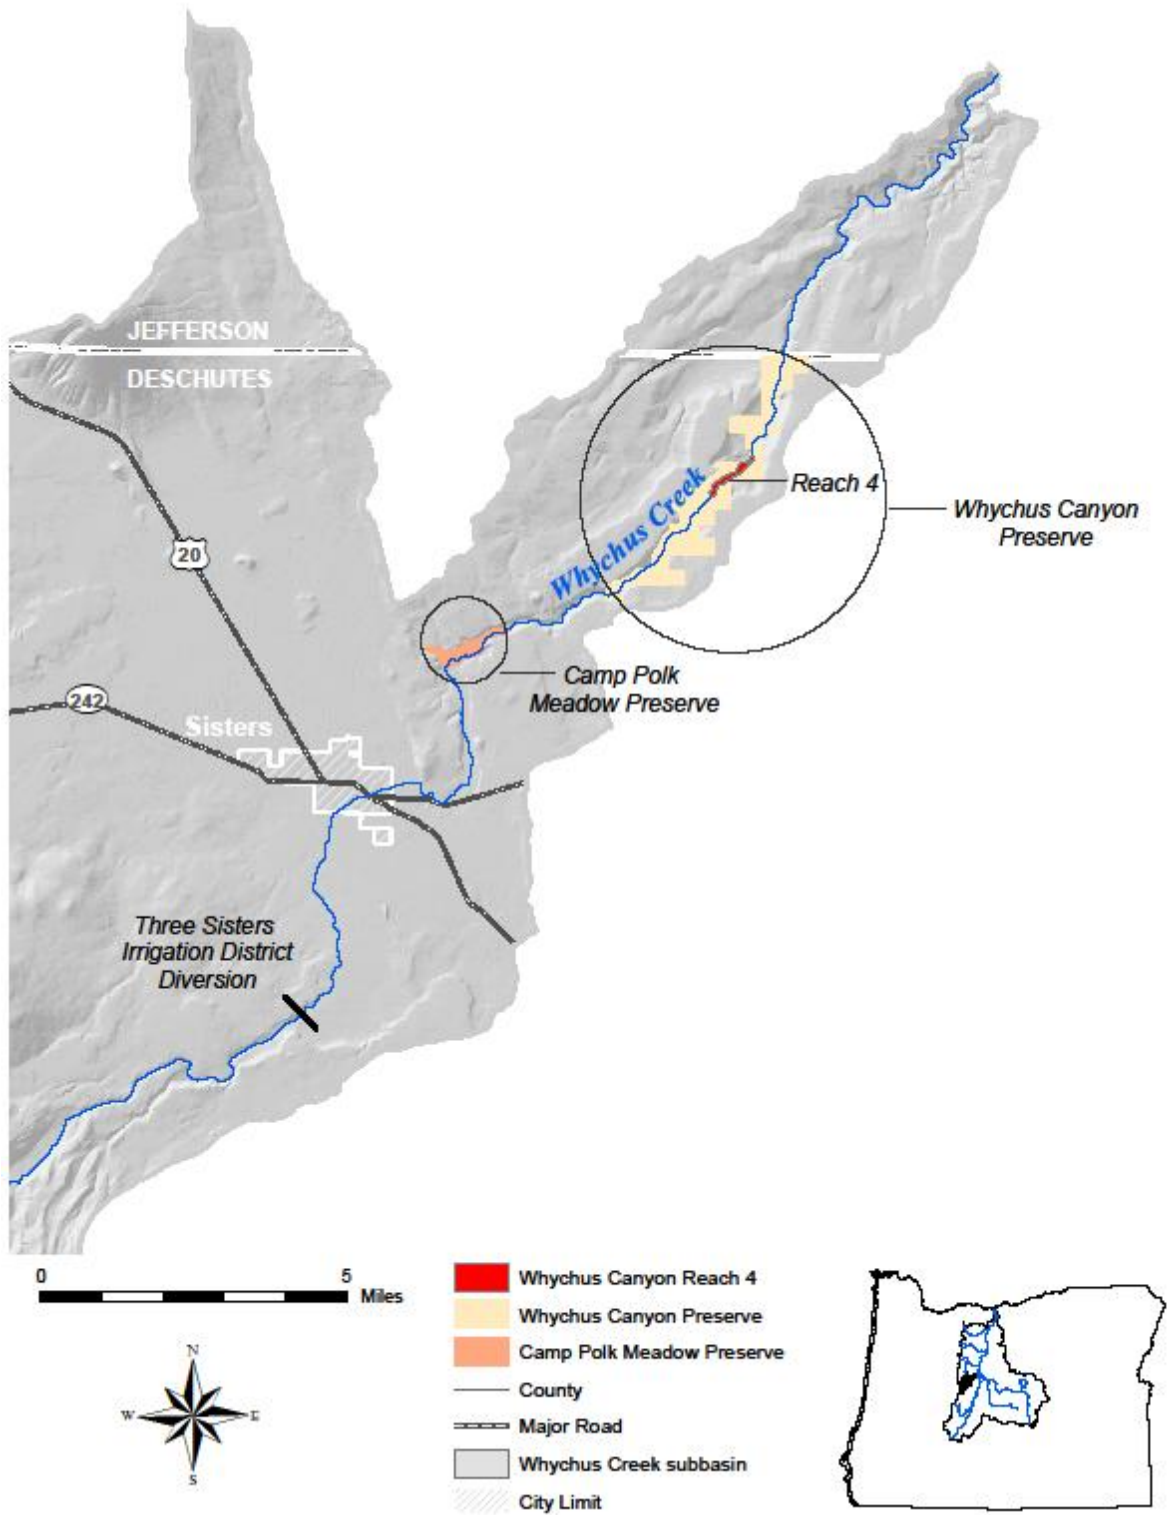 JEFFERSON
DESCHUTES
Whychus Creek
Reach 4
Whychus Canyon
Preserve
20
Camp Polk
Meadow Preserve
242
Sisters
Three Sisters
Irrigation District
Diversion
0 5
Miles
N
W E
S
Whychus Canyon Reach 4
Whychus Canyon Preserve
Camp Polk Meadow Preserve
County
Major Road
Whychus Creek subbasin
City Limit